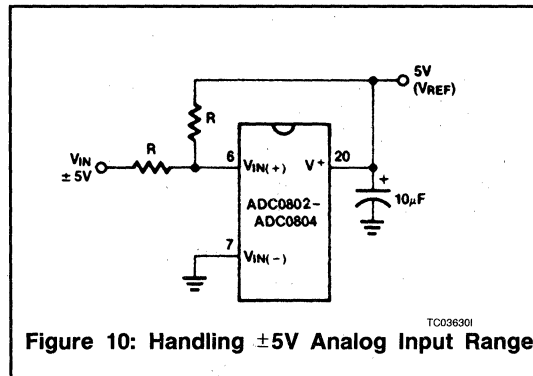 5V
(VREF)
R
R
VIN
± 5V
6
VIN(+)
V+
20
+
10µF
ADC0802–
ADC0804
7
VIN(-)
TC03630I
Figure 10: Handling ±5V Analog Input Range